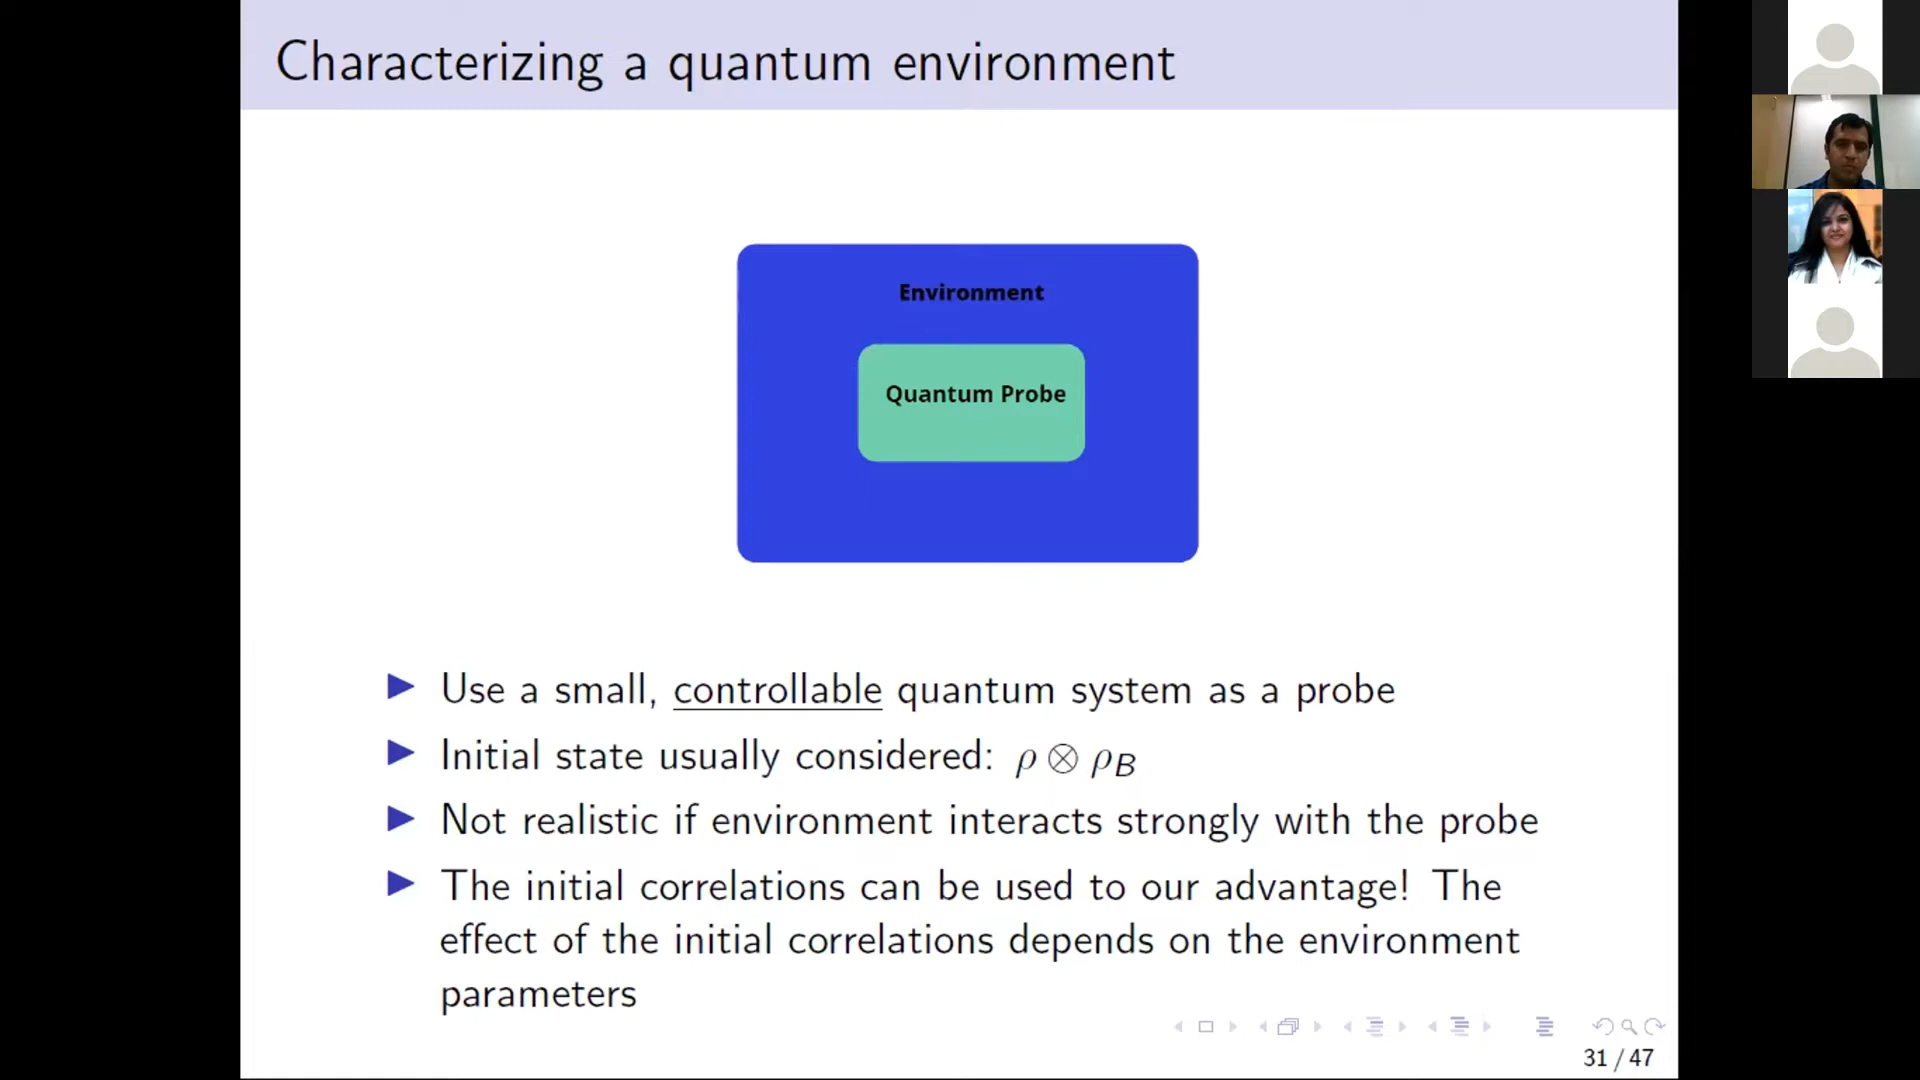 Characterizing a quantum environment
Environment
Quantum Probe
Use a small, controllable quantum system as a probe
Initial state usually considered: ρ ⊗ ρ_B
Not realistic if environment interacts strongly with the probe
The initial correlations can be used to our advantage! The
effect of the initial correlations depends on the environment
parameters
31 / 47